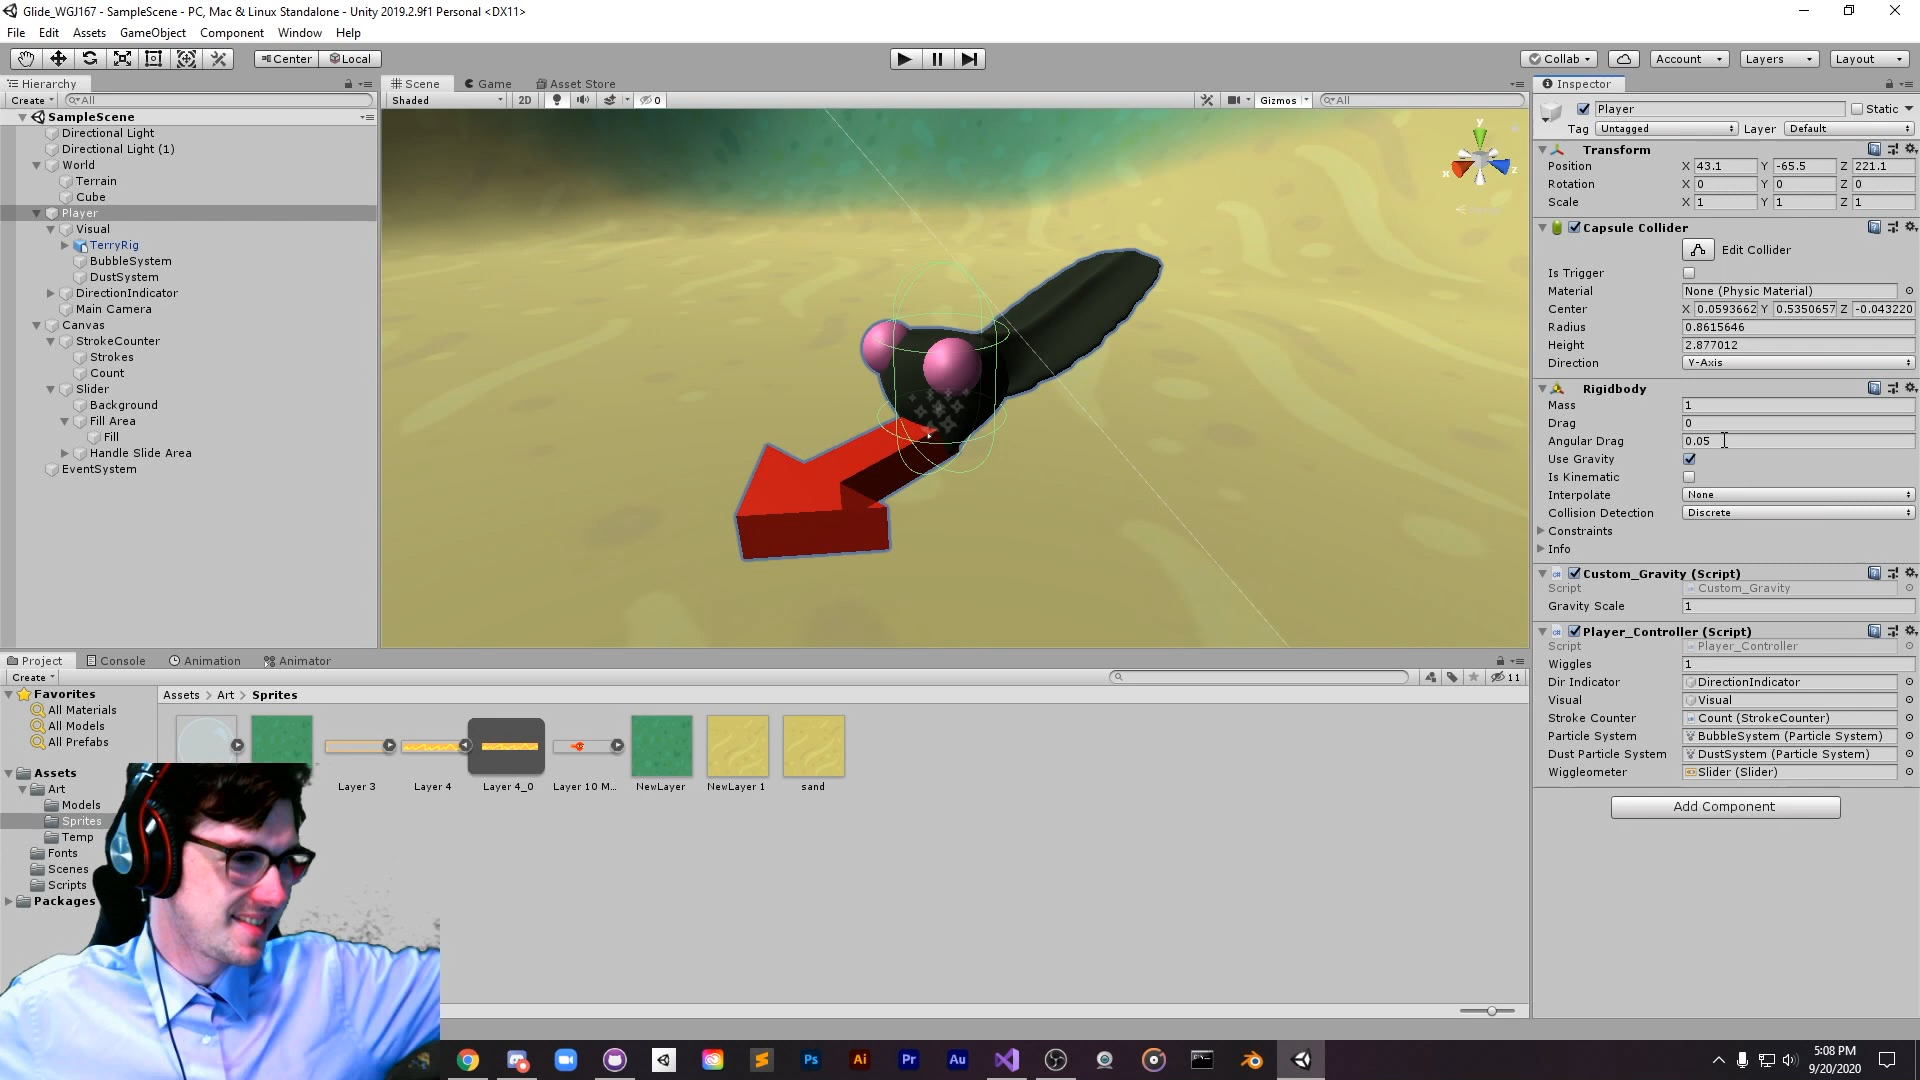 Glide_WGJ167 - SampleScene - PC, Mac & Linux Standalone - Unity 2019.2.9f1 Personal <DX11>
File Edit Assets GameObject Component Window Help
Center Local
Collab Account Layers Layout
Hierarchy
Create All
SampleScene
Directional Light
Directional Light (1)
World
Terrain
Cube
Player
Visual
TerryRig
BubbleSystem
DustSystem
DirectionIndicator
Main Camera
Canvas
StrokeCounter
Strokes
Count
Slider
Background
Fill Area
Fill
Handle Slide Area
EventSystem
Scene Game Asset Store
Shaded 2D 0 Gizmos All
y
x z
Inspector
Player Static
Tag Untagged Layer Default
Transform
Position X 43.1 Y -65.5 Z 221.1
Rotation X 0 Y 0 Z 0
Scale X 1 Y 1 Z 1
Capsule Collider
Edit Collider
Is Trigger
Material None (Physic Material)
Center X 0.0593662 Y 0.5350657 Z -0.043220
Radius 0.8615646
Height 2.877012
Direction Y-Axis
Rigidbody
Mass 1
Drag 0
Angular Drag 0.05
Use Gravity
Is Kinematic
Interpolate None
Collision Detection Discrete
Constraints
Info
Custom_Gravity (Script)
Script Custom_Gravity
Gravity Scale 1
Player_Controller (Script)
Script Player_Controller
Wiggles 1
Dir Indicator DirectionIndicator
Visual Visual
Stroke Counter Count (StrokeCounter)
Particle System BubbleSystem (Particle System)
Dust Particle System DustSystem (Particle System)
Wiggleometer Slider (Slider)
Add Component
Project Console Animation Animator
Create 11
Favorites
All Materials
All Models
All Prefabs
Assets
Art
Models
Sprites
Temp
Fonts
Scenes
Scripts
Packages
Assets > Art > Sprites
Layer 3 Layer 4 Layer 4_0 Layer 10 M... NewLayer NewLayer 1 sand
Ps Ai Pr Au
5:08 PM
9/20/2020